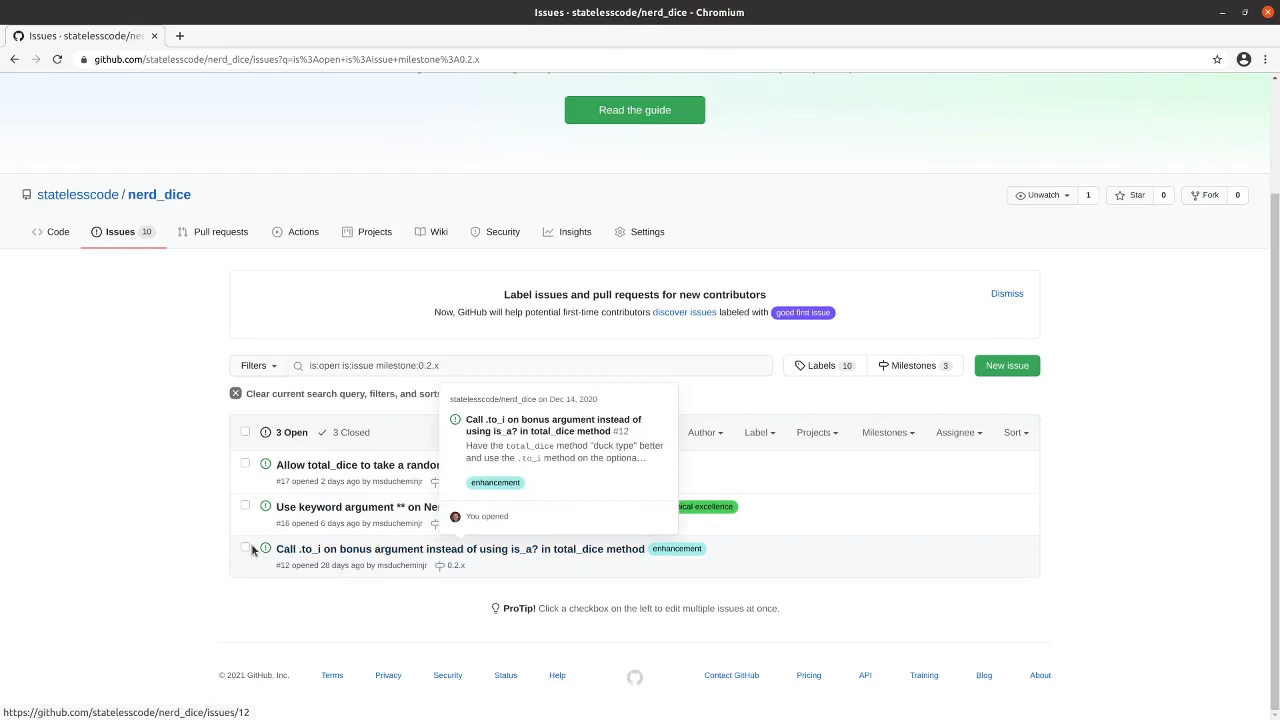 Issues · statelesscode/nerd_dice - Chromium
Issues · statelesscode/ner
github.com/statelesscode/nerd_dice/issues?q=is%3Aopen+is%3Aissue+milestone%3A0.2.x
Read the guide
statelesscode / nerd_dice
Unwatch 1 Star 0 Fork 0
Code Issues 10 Pull requests Actions Projects Wiki Security Insights Settings
Label issues and pull requests for new contributors
Dismiss
Now, GitHub will help potential first-time contributors discover issues labeled with good first issue
Filters is:open is:issue milestone:0.2.x Labels 10 Milestones 3 New issue
Clear current search query, filters, and sorts
statelesscode/nerd_dice on Dec 14, 2020
Call .to_i on bonus argument instead of
using is_a? in total_dice method #12
Have the total_dice method "duck type" better
and use the .to_i method on the optiona…
enhancement
You opened
3 Open 3 Closed Author Label Projects Milestones Assignee Sort
Allow total_dice to take a rando
#17 opened 2 days ago by msducheminjr
Use keyword argument ** on Ne
excellence
#16 opened 6 days ago by msducheminjr
Call .to_i on bonus argument instead of using is_a? in total_dice method enhancement
#12 opened 28 days ago by msducheminjr 0.2.x
ProTip! Click a checkbox on the left to edit multiple issues at once.
© 2021 GitHub, Inc. Terms Privacy Security Status Help Contact GitHub Pricing API Training Blog About
https://github.com/statelesscode/nerd_dice/issues/12